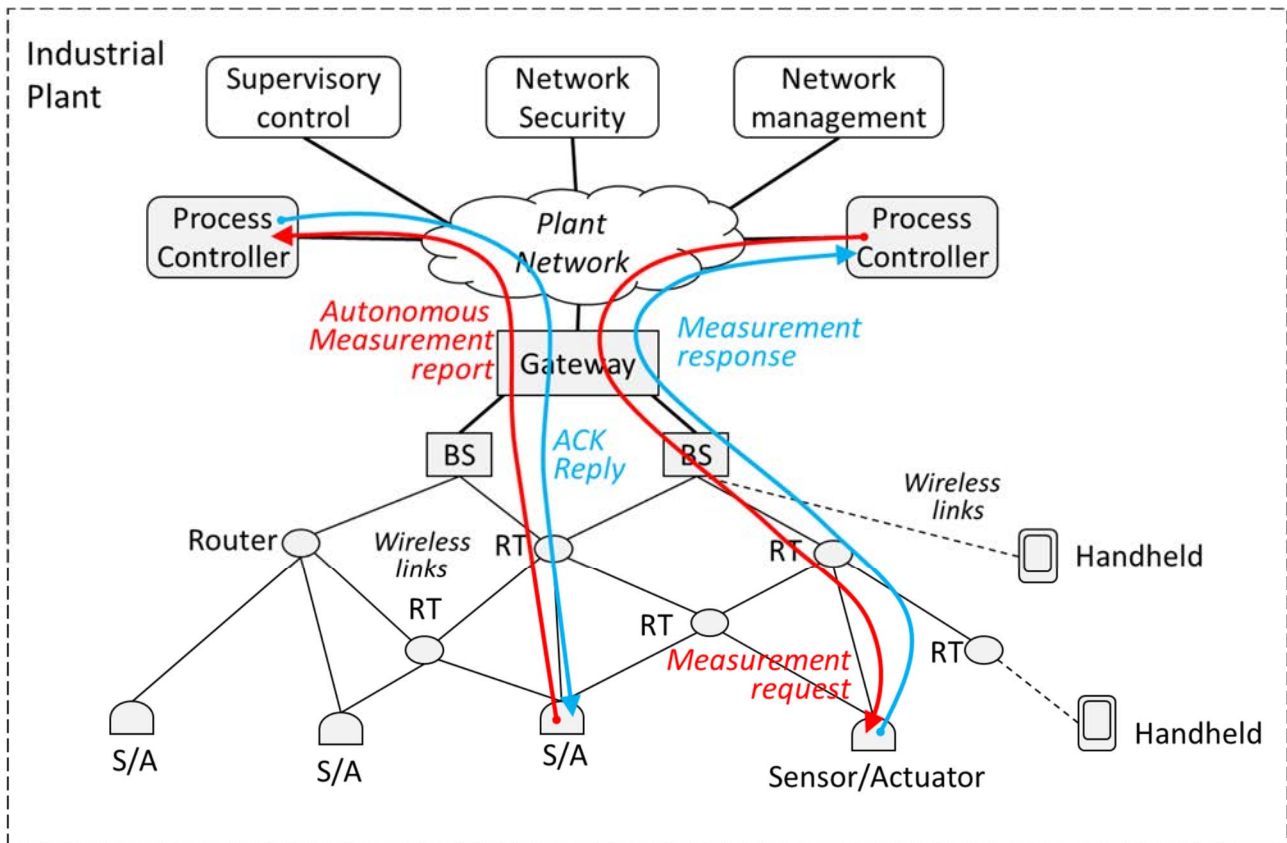 Industrial
Plant
Supervisory
control
Network
Security
Network
management
Process
Controller
Plant
Network
Process
Controller
Autonomous
Measurement
report
Measurement
response
Gateway
BS
ACK
Reply
BS
Wireless
links
Router
Wireless
links
RT
RT
Handheld
RT
RT
RT
Measurement
request
S/A
S/A
S/A
Handheld
Sensor/Actuator